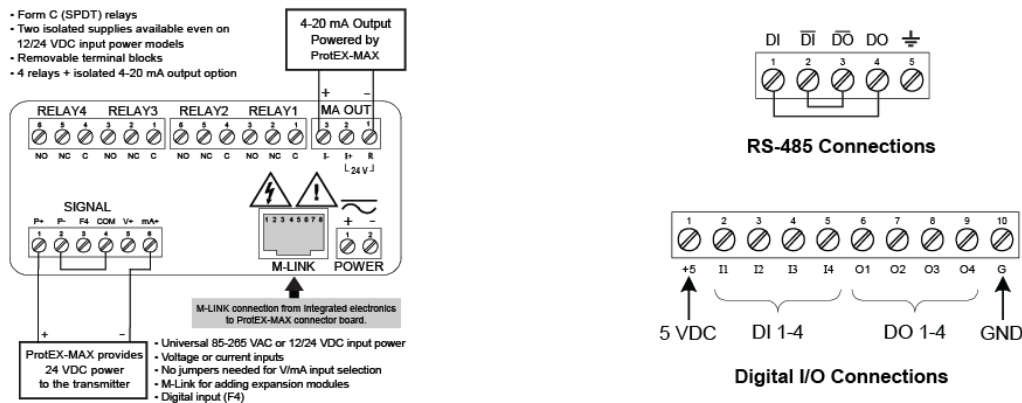 - Form C (SPDT) relays
- Two isolated supplies available even on
12/24 VDC input power models
- Removable terminal blocks
- 4 relays + isolated 4-20 mA output option
4-20 mA Output
Powered by
ProtEX-MAX
+ -
RELAY4 RELAY3 RELAY2 RELAY1 MA OUT
6 5 4 3 2 1 6 5 4 3 2 1 3 2 1
NO NC C NO NC C NO NC C NO NC C I- I+ R
24 V
SIGNAL
P+ P- F4 COM V+ mA+
1 2 3 4 5 6
1 2 3 4 5 6 7 8
M-LINK
+ -
1 2
POWER
M-LINK connection from integrated electronics
to ProtEX-MAX connector board.
+ -
ProtEX-MAX provides
24 VDC power
to the transmitter
- Universal 85-265 VAC or 12/24 VDC input power
- Voltage or current inputs
- No jumpers needed for V/mA input selection
- M-Link for adding expansion modules
- Digital input (F4)
DI D̅I̅ D̅O̅ DO
1 2 3 4 5
RS-485 Connections
1 2 3 4 5 6 7 8 9 10
+5 I1 I2 I3 I4 O1 O2 O3 O4 G
5 VDC DI 1-4 DO 1-4 GND
Digital I/O Connections